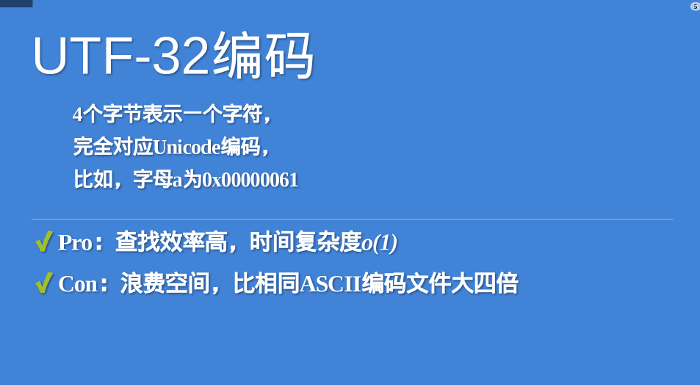 5
UTF-32编码
4个字节表示一个字符，
完全对应Unicode编码，
比如，字母a为0x00000061
Pro：查找效率高，时间复杂度o(1)
Con：浪费空间，比相同ASCII编码文件大四倍